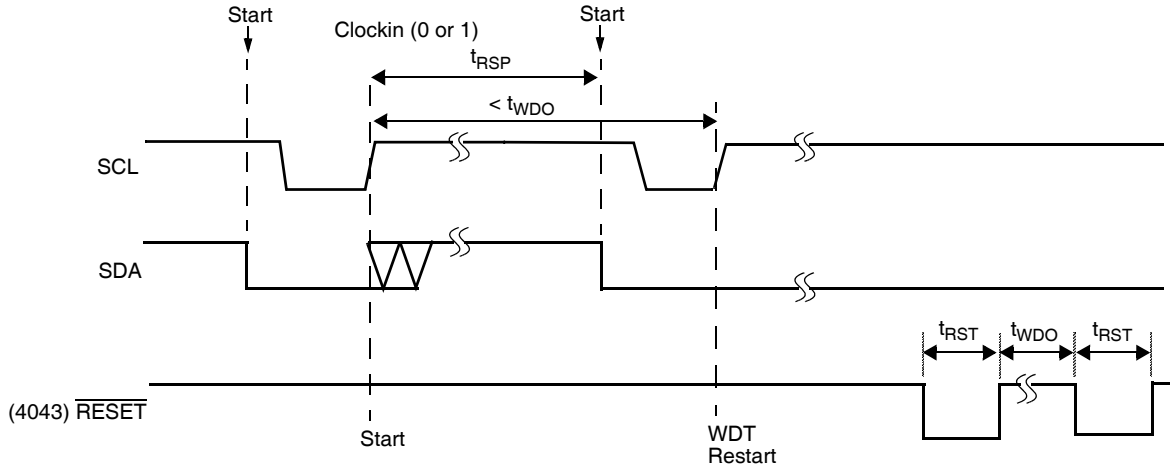 Start
Start
Clockin (0 or 1)
tRSP
< tWDO
SCL
SDA
tRST
tWDO
tRST
(4043) RESET
Start
WDT
Restart